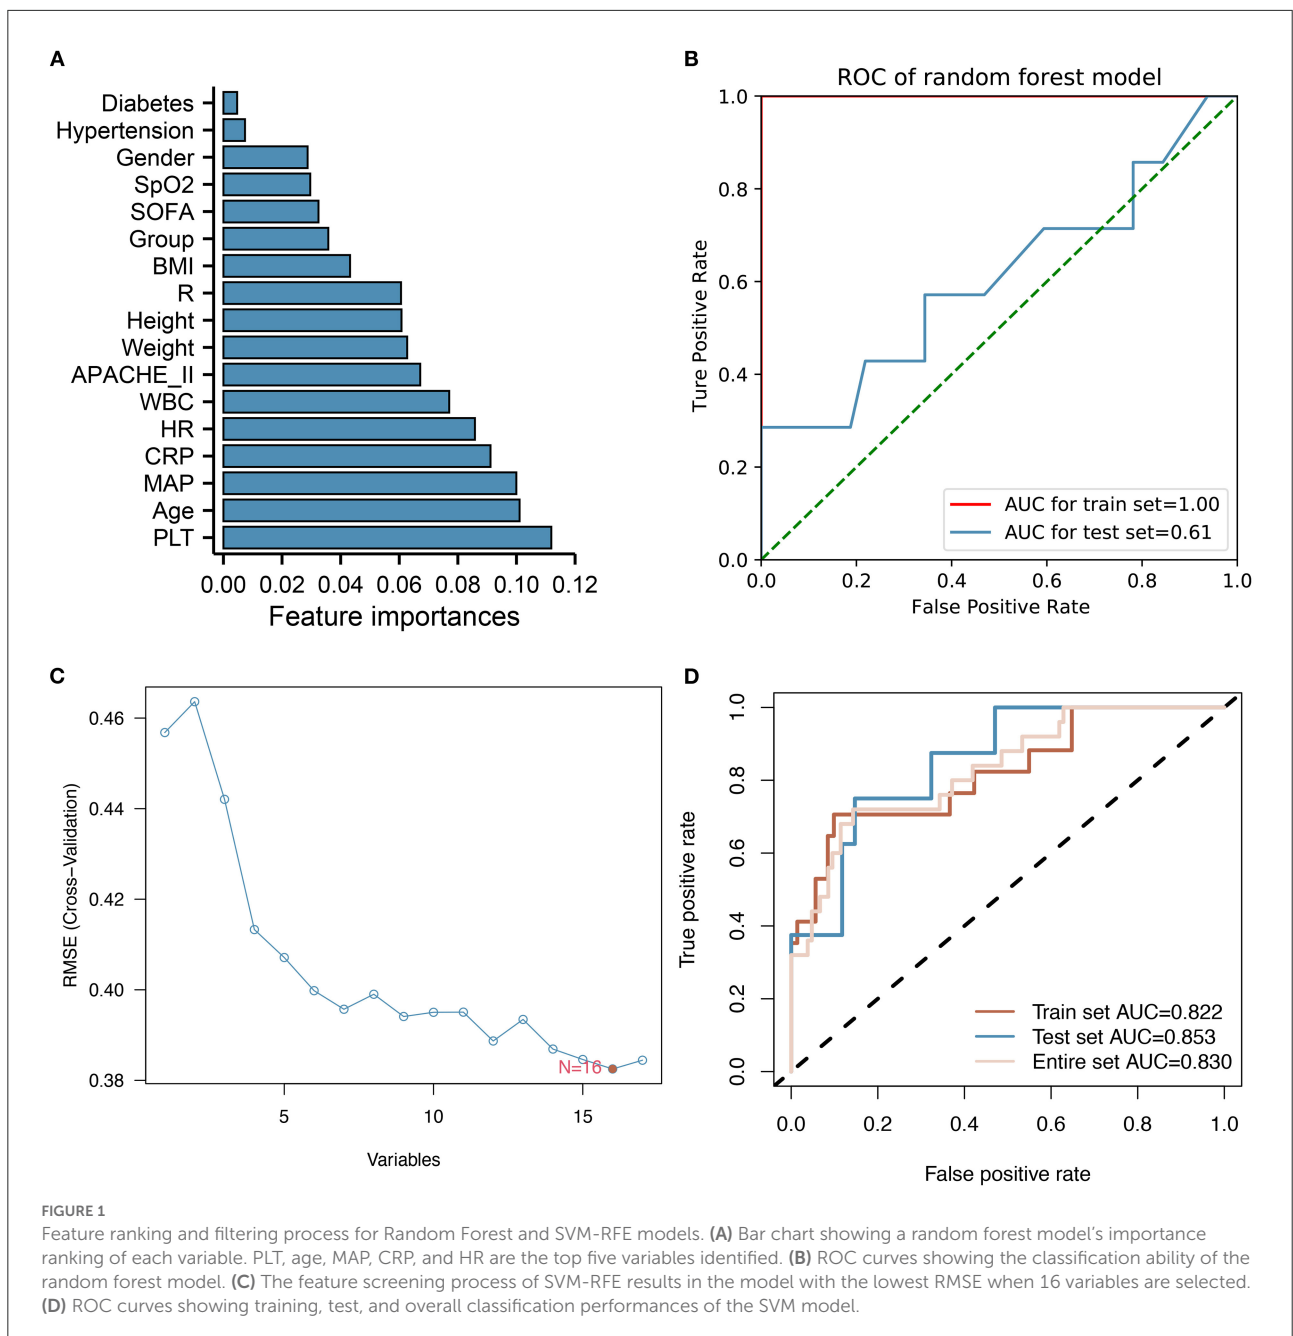 A
Diabetes
Hypertension
Gender
SpO2
SOFA
Group
BMI
R
Height
Weight
APACHE_II
WBC
HR
CRP
MAP
Age
PLT
0.00 0.02 0.04 0.06 0.08 0.10 0.12
Feature importances
B
ROC of random forest model
1.0
0.8
0.6
0.4
0.2
0.0
Ture Positive Rate
AUC for train set=1.00
AUC for test set=0.61
0.0 0.2 0.4 0.6 0.8 1.0
False Positive Rate
C
0.46
0.44
0.42
0.40
0.38
RMSE (Cross−Validation)
N=16
5 10 15
Variables
D
1.0
0.8
0.6
0.4
0.2
0.0
True positive rate
Train set AUC=0.822
Test set AUC=0.853
Entire set AUC=0.830
0.0 0.2 0.4 0.6 0.8 1.0
False positive rate
FIGURE 1
Feature ranking and filtering process for Random Forest and SVM-RFE models. (A) Bar chart showing a random forest model's importance
ranking of each variable. PLT, age, MAP, CRP, and HR are the top five variables identified. (B) ROC curves showing the classification ability of the
random forest model. (C) The feature screening process of SVM-RFE results in the model with the lowest RMSE when 16 variables are selected.
(D) ROC curves showing training, test, and overall classification performances of the SVM model.